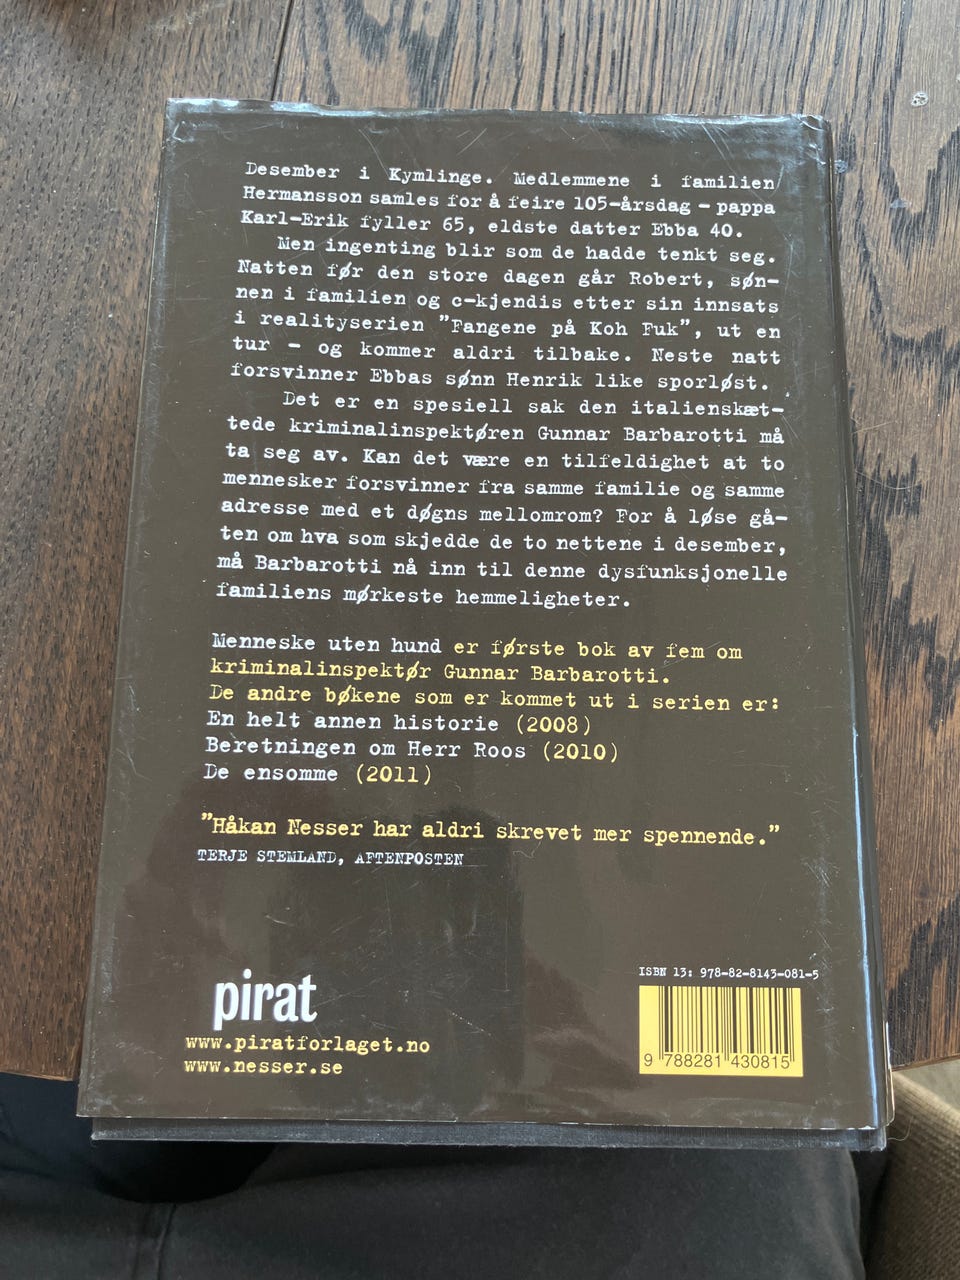 Desember i Kymlinge. Medlemmene i familien
Hermansson samles for å feire 105-årsdag – pappa
Karl-Erik fyller 65, eldste datter Ebba 40.
Men ingenting blir som de hadde tenkt seg.
Natten før den store dagen går Robert, søn-
nen i familien og c-kjendis etter sin innsats
i realityserien ”Fangene på Koh Fuk”, ut en
tur – og kommer aldri tilbake. Neste natt
forsvinner Ebbas sønn Henrik like sporløst.
Det er en spesiell sak den italienskæt-
tede kriminalinspektøren Gunnar Barbarotti må
ta seg av. Kan det være en tilfeldighet at to
mennesker forsvinner fra samme familie og samme
adresse med et døgns mellomrom? For å løse gå-
ten om hva som skjedde de to nettene i desember,
må Barbarotti nå inn til denne dysfunksjonelle
familiens mørkeste hemmeligheter.
Menneske uten hund er første bok av fem om
kriminalinspektør Gunnar Barbarotti.
De andre bøkene som er kommet ut i serien er:
En helt annen historie (2008)
Beretningen om Herr Roos (2010)
De ensomme (2011)
”Håkan Nesser har aldri skrevet mer spennende.”
TERJE STEMLAND, AFTENPOSTEN
pirat
www.piratforlaget.no
www.nesser.se
ISBN 13: 978-82-8143-081-5
9 788281 430815